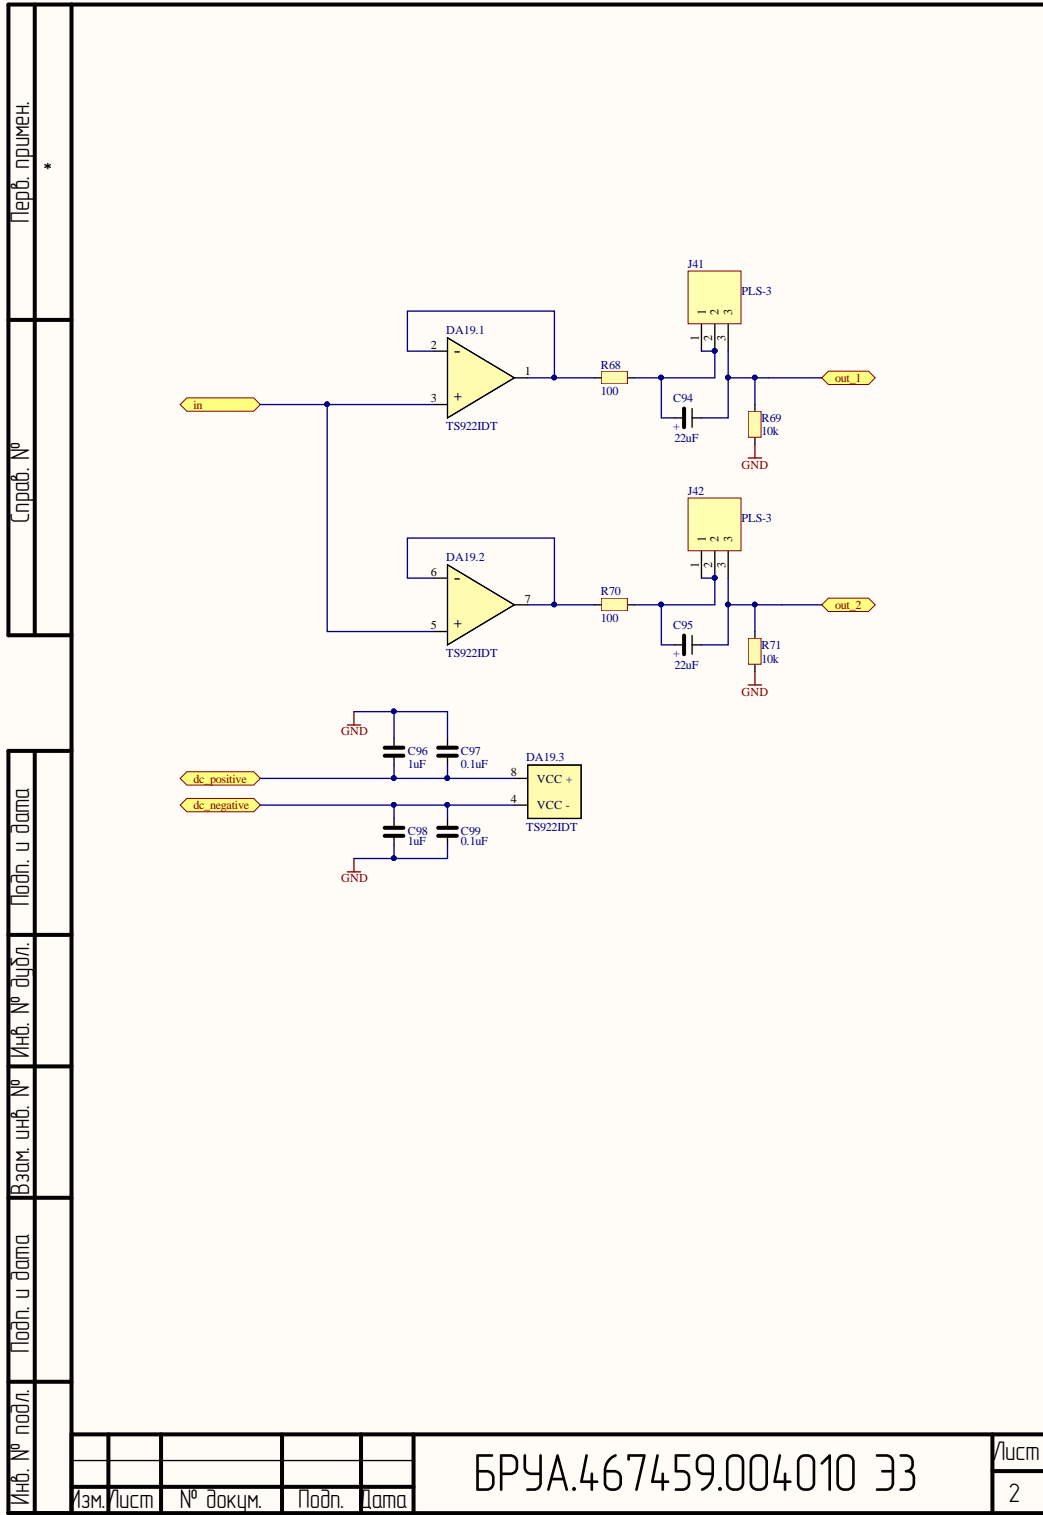 Перв. примен.
*
Справ. №
Подп. и дата
Инв. № дубл.
Взам. инв. №
Подп. и дата
Инв. № подл.
J41
PLS-3
1 2 3
1 2 3
DA19.1
2
-
1
3
+
TS922IDT
in
R68
100
C94
+
22uF
out_1
R69
10k
GND
J42
PLS-3
1 2 3
1 2 3
DA19.2
6
-
7
5
+
TS922IDT
R70
100
C95
+
22uF
out_2
R71
10k
GND
GND
C96
1uF
C97
0.1uF
DA19.3
dc_positive
8
VCC +
dc_negative
4
VCC -
TS922IDT
C98
1uF
C99
0.1uF
GND
Изм. Лист № докум. Подп. Дата
БРУА.467459.004010 Э3
Лист
2